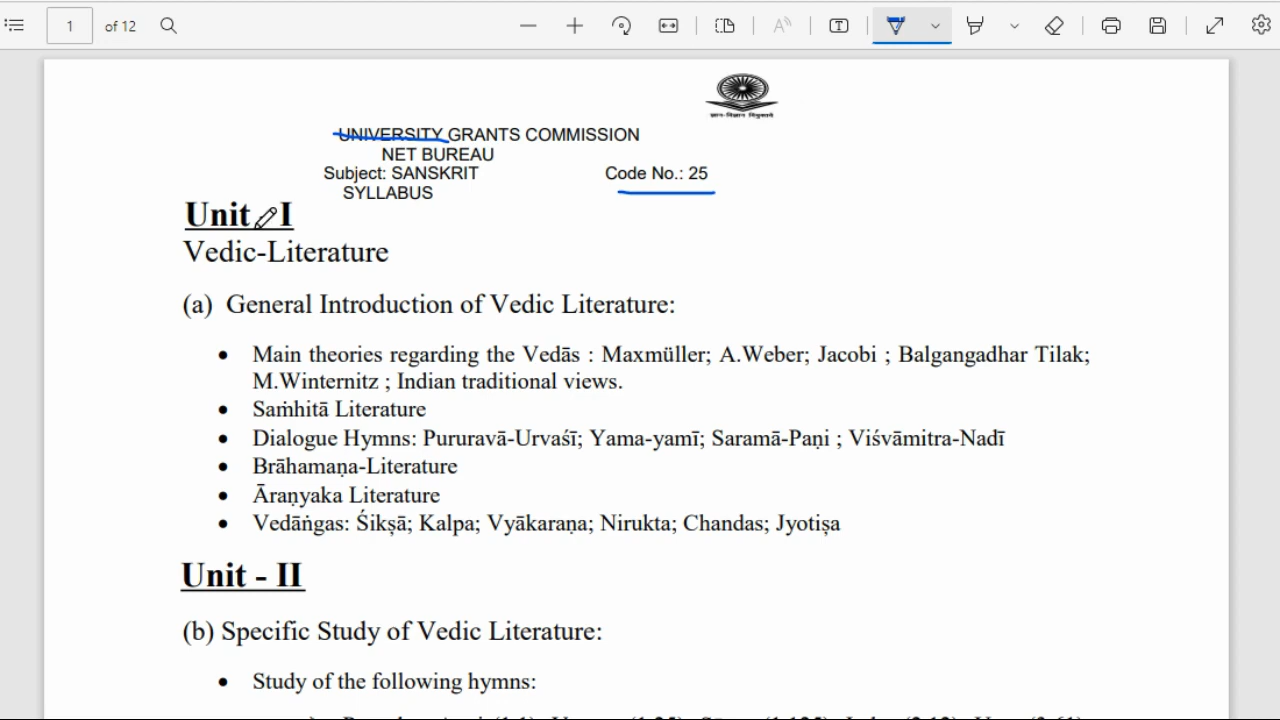 1 of 12
ज्ञान-विज्ञान विमुक्तये
UNIVERSITY GRANTS COMMISSION
NET BUREAU
Subject: SANSKRIT Code No.: 25
SYLLABUS
Unit I
Vedic-Literature
(a) General Introduction of Vedic Literature:
• Main theories regarding the Vedās : Maxmüller; A.Weber; Jacobi ; Balgangadhar Tilak;
M.Winternitz ; Indian traditional views.
• Saṁhitā Literature
• Dialogue Hymns: Pururavā-Urvaśī; Yama-yamī; Saramā-Paṇi ; Viśvāmitra-Nadī
• Brāhamaṇa-Literature
• Āraṇyaka Literature
• Vedāṅgas: Śikṣā; Kalpa; Vyākaraṇa; Nirukta; Chandas; Jyotiṣa
Unit - II
(b) Specific Study of Vedic Literature:
• Study of the following hymns: